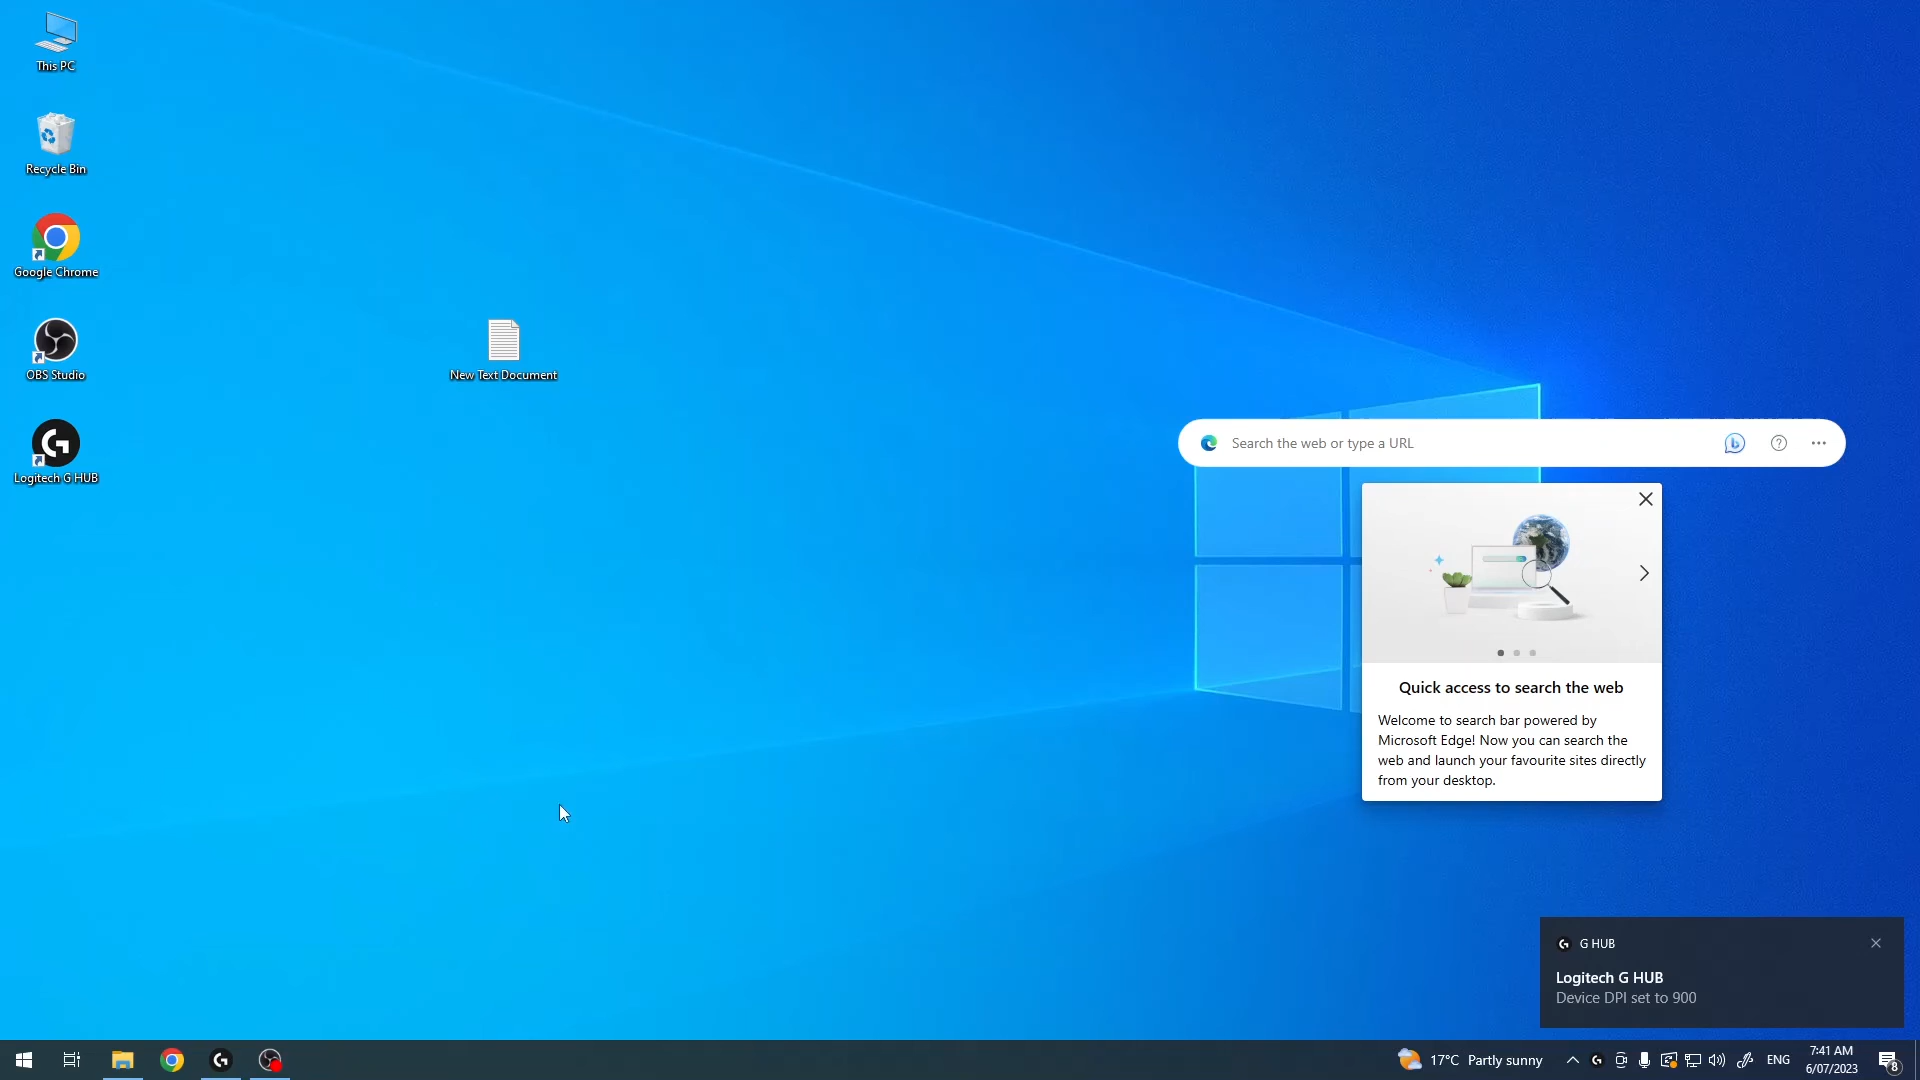 This PC
Recycle Bin
Google Chrome
OBS Studio
Logitech G HUB
New Text Document
Search the web or type a URL
Quick access to search the web
Welcome to search bar powered by
Microsoft Edge! Now you can search the
web and launch your favourite sites directly
from your desktop.
G HUB
Logitech G HUB
Device DPI set to 900
17°C Partly sunny
ENG
7:41 AM
6/07/2023
8